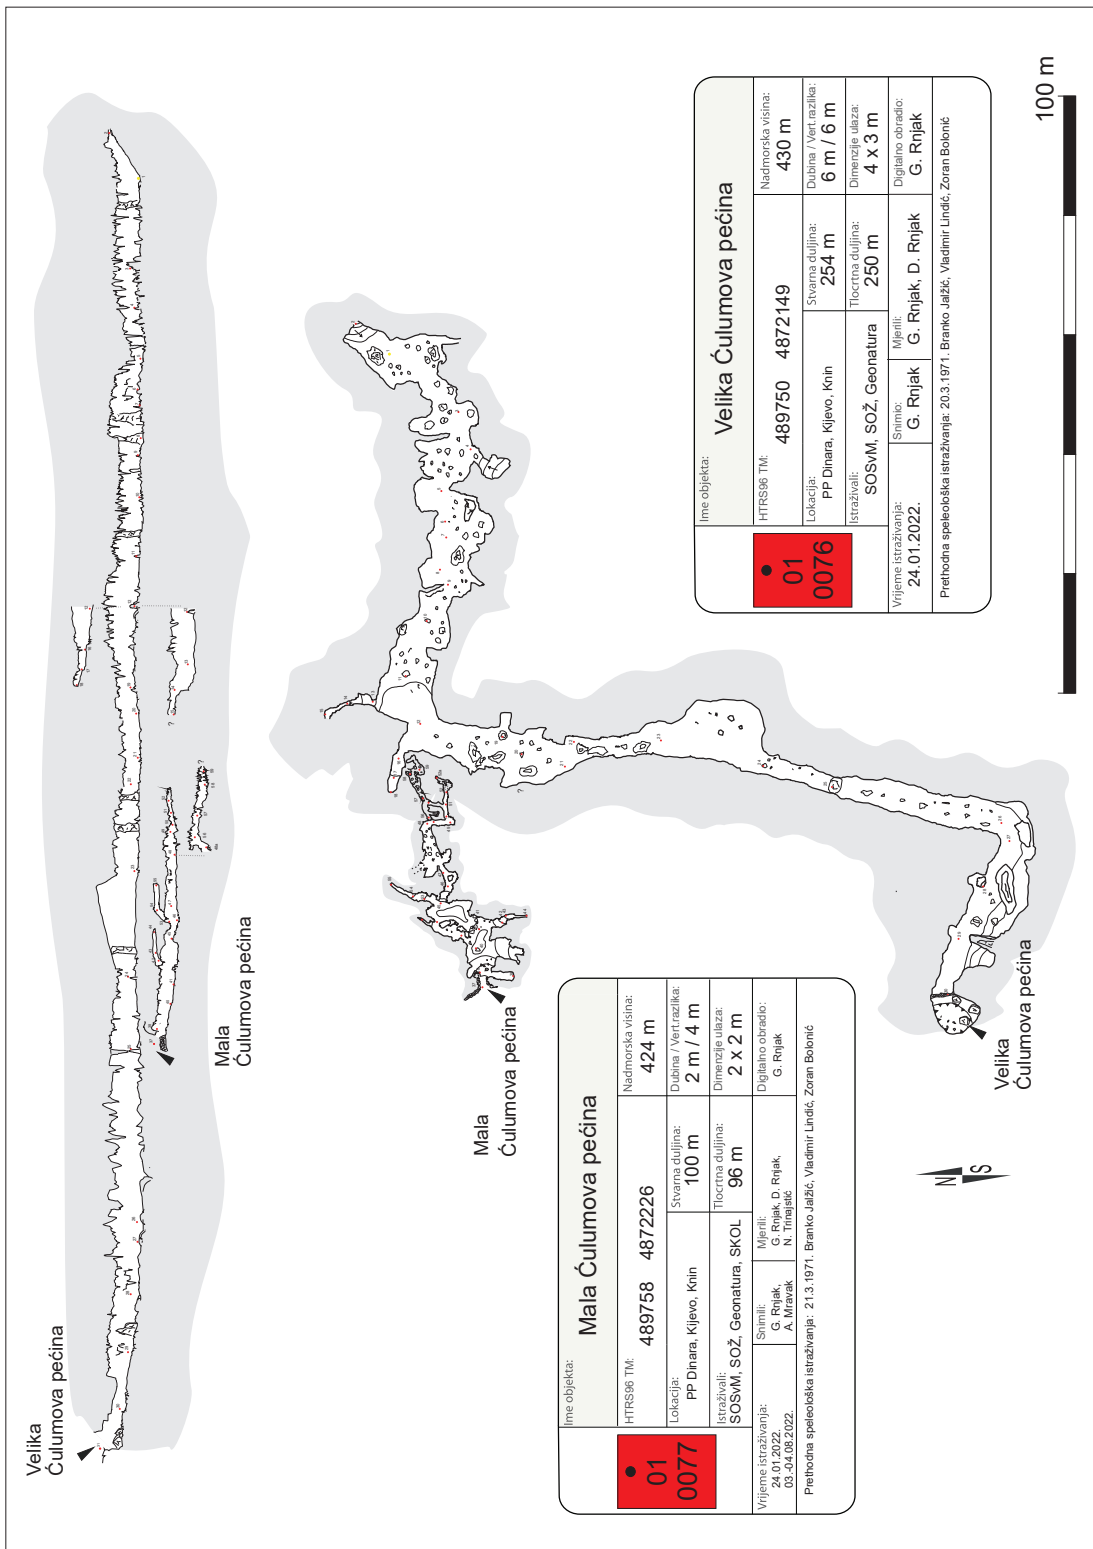 Velika
Ćulumova pećina
Mala
Ćulumova pećina
Mala
Ćulumova pećina
Velika
Ćulumova pećina
N
S
100 m
Ime objekta:
Mala Ćulumova pećina
01
0077
HTRS96 TM:
489758 4872226
Nadmorska visina:
424 m
Lokacija:
PP Dinara, Kijevo, Knin
Stvarna duljina:
100 m
Dubina / Vert.razlika:
2 m / 4 m
Istraživali:
SOSvM, SOŽ, Geonatura, SKOL
Tlocrtna duljina:
96 m
Dimenzije ulaza:
2 x 2 m
Vrijeme istraživanja:
24.01.2022.
03.-04.08.2022.
Snimili:
G. Rnjak,
A. Mravak
Mjerili:
G. Rnjak, D. Rnjak,
N. Trinajstić
Digitalno obradio:
G. Rnjak
Prethodna speleološka istraživanja: 21.3.1971. Branko Jalžić, Vladimir Lindić, Zoran Bolonić
Ime objekta:
Velika Ćulumova pećina
01
0076
HTRS96 TM:
489750 4872149
Nadmorska visina:
430 m
Lokacija:
PP Dinara, Kijevo, Knin
Stvarna duljina:
254 m
Dubina / Vert.razlika:
6 m / 6 m
Istraživali:
SOSvM, SOŽ, Geonatura
Tlocrtna duljina:
250 m
Dimenzije ulaza:
4 x 3 m
Vrijeme istraživanja:
24.01.2022.
Snimio:
G. Rnjak
Mjerili:
G. Rnjak, D. Rnjak
Digitalno obradio:
G. Rnjak
Prethodna speleološka istraživanja: 20.3.1971. Branko Jalžić, Vladimir Lindić, Zoran Bolonić